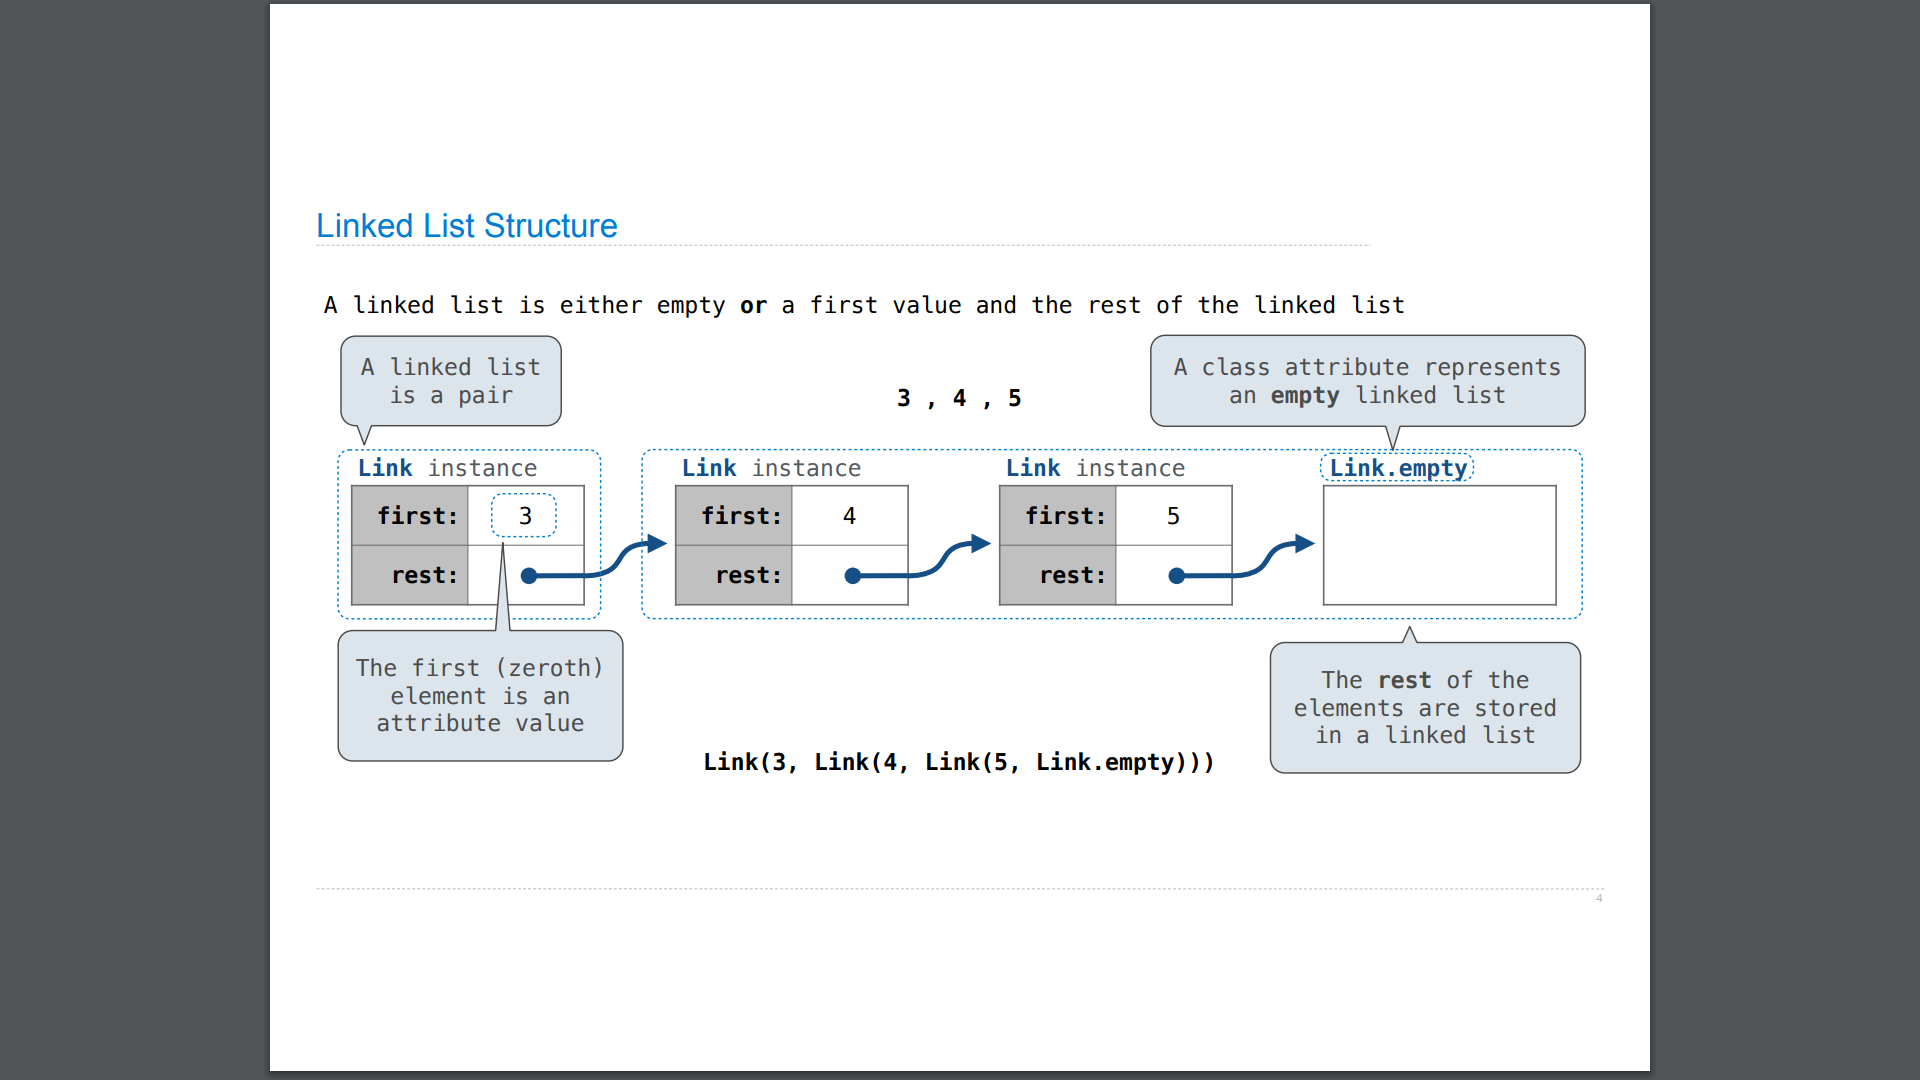 Linked List Structure
A linked list is either empty or a first value and the rest of the linked list
A linked list
is a pair
3 , 4 , 5
A class attribute represents
an empty linked list
Link instance
first: 3
rest:
Link instance
first: 4
rest:
Link instance
first: 5
rest:
Link.empty
The first (zeroth)
element is an
attribute value
The rest of the
elements are stored
in a linked list
Link(3, Link(4, Link(5, Link.empty)))
4